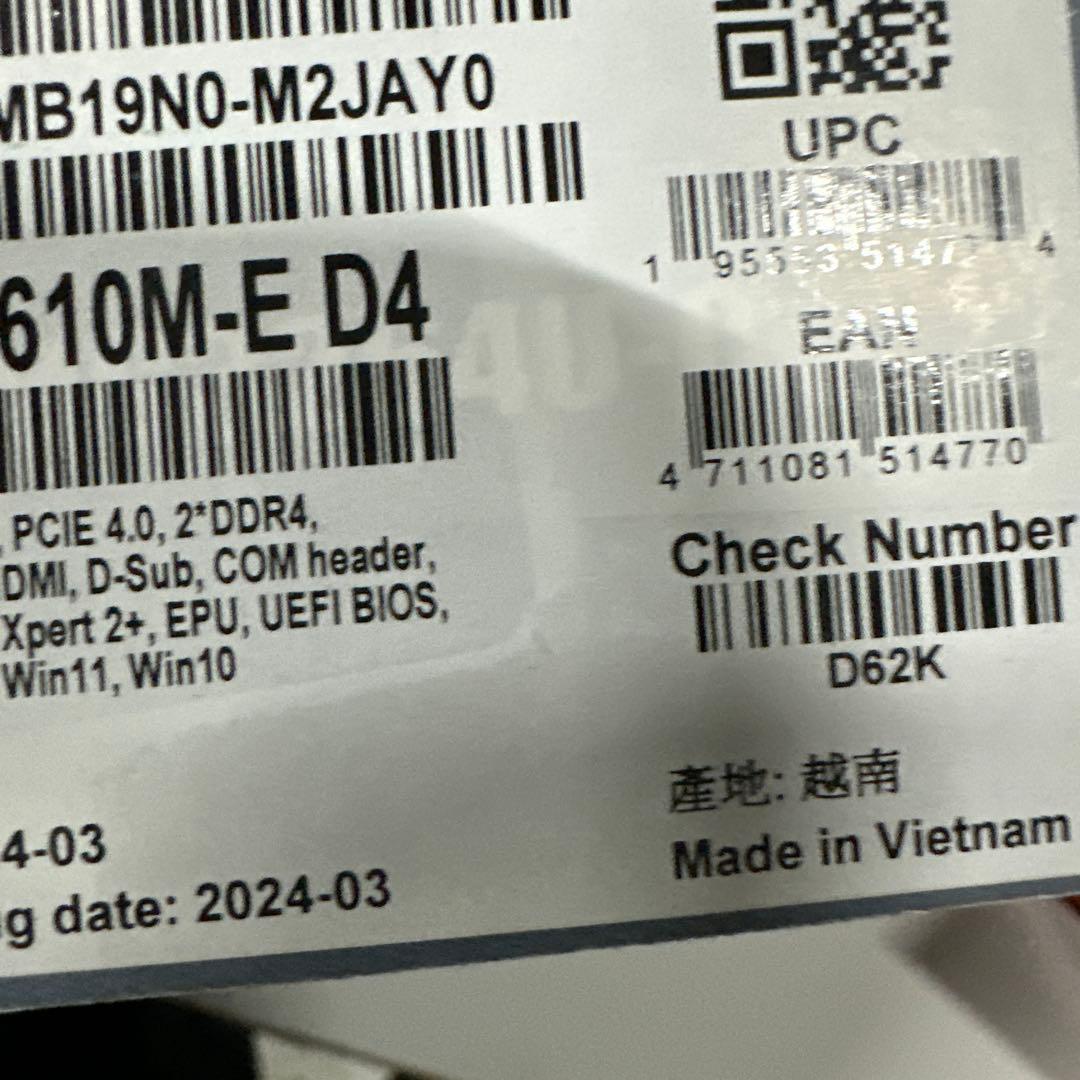 MB19N0-M2JAY0
610M-E D4
, PCIE 4.0, 2*DDR4,
DMI, D-Sub, COM header,
Xpert 2+, EPU, UEFI BIOS,
Win11, Win10
4-03
g date: 2024-03
UPC
1 4
EAN
4 711081 514770
Check Number
D62K
產地: 越南
Made in Vietnam